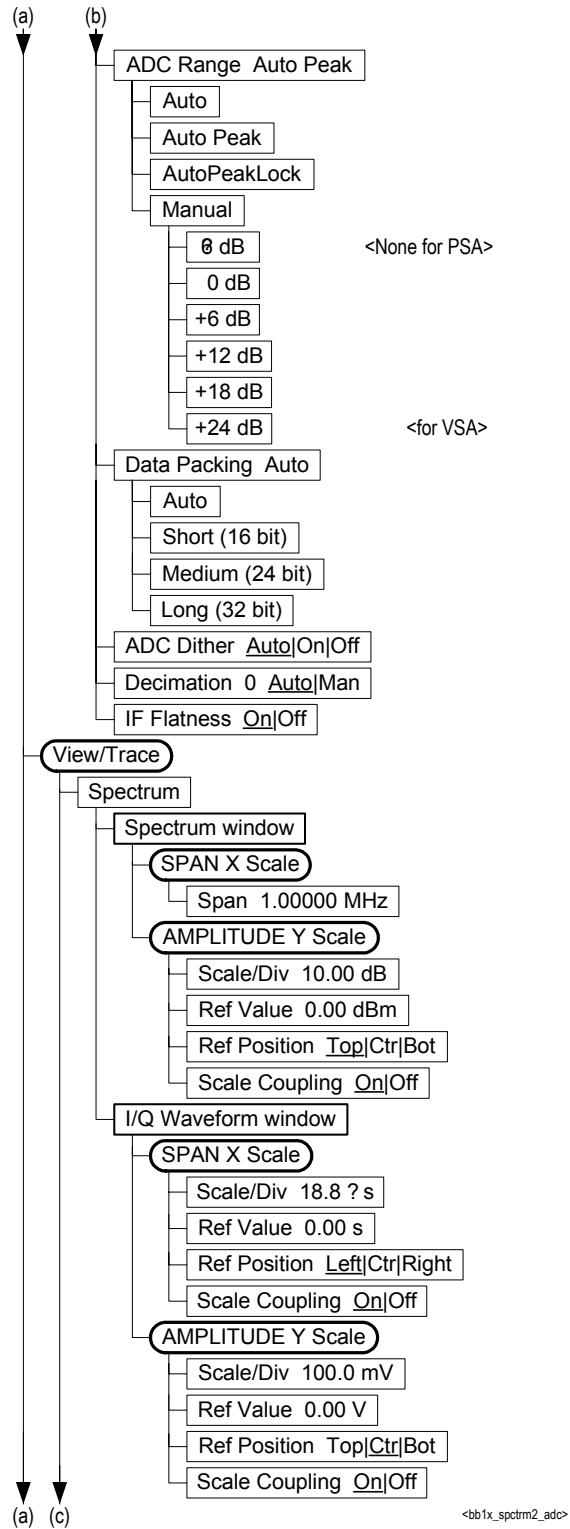 (a) (b)
ADC Range Auto Peak
Auto
Auto Peak
AutoPeakLock
Manual
dB <None for PSA>
0 dB
+6 dB
+12 dB
+18 dB
+24 dB <for VSA>
Data Packing Auto
Auto
Short (16 bit)
Medium (24 bit)
Long (32 bit)
ADC Dither Auto|On|Off
Decimation 0 Auto|Man
IF Flatness On|Off
View/Trace
Spectrum
Spectrum window
SPAN X Scale
Span 1.00000 MHz
AMPLITUDE Y Scale
Scale/Div 10.00 dB
Ref Value 0.00 dBm
Ref Position Top|Ctr|Bot
Scale Coupling On|Off
I/Q Waveform window
SPAN X Scale
Scale/Div 18.8 ? s
Ref Value 0.00 s
Ref Position Left|Ctr|Right
Scale Coupling On|Off
AMPLITUDE Y Scale
Scale/Div 100.0 mV
Ref Value 0.00 V
Ref Position Top|Ctr|Bot
Scale Coupling On|Off
(a) (c) <bb1x_spctrm2_adc>